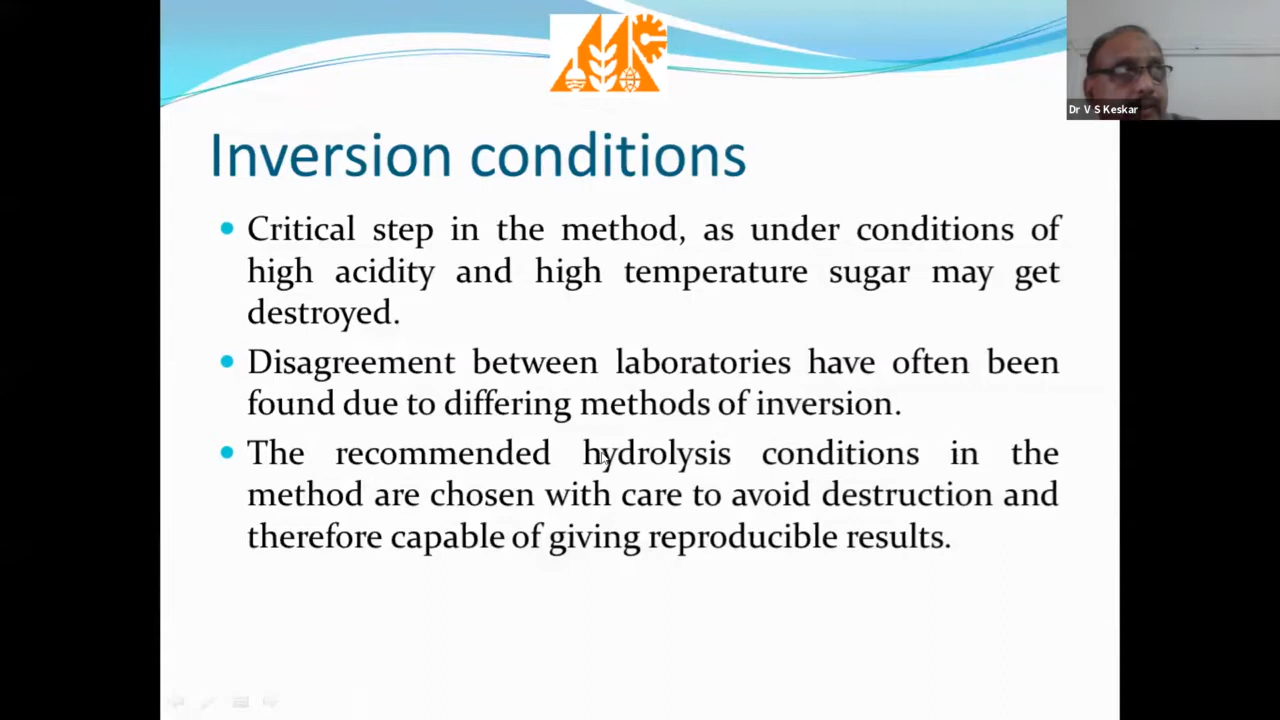 Dr V S Keskar
Inversion conditions
• Critical step in the method, as under conditions of
high acidity and high temperature sugar may get
destroyed.
• Disagreement between laboratories have often been
found due to differing methods of inversion.
• The recommended hydrolysis conditions in the
method are chosen with care to avoid destruction and
therefore capable of giving reproducible results.